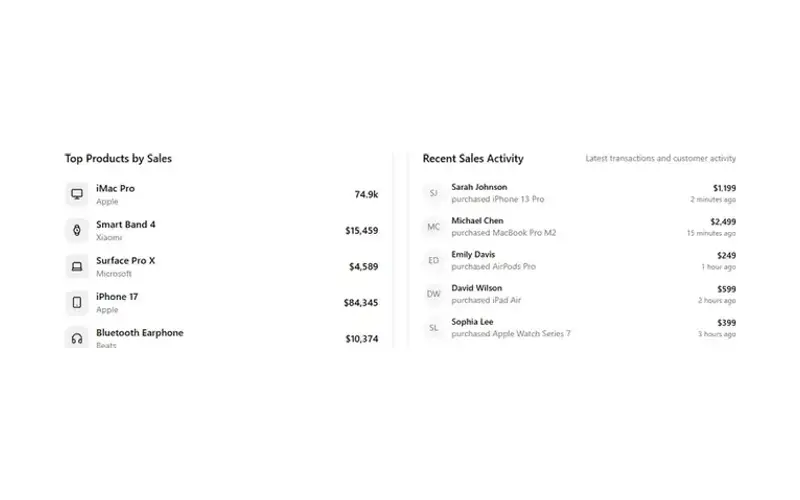 Top Products by Sales
iMac Pro
Apple
74.9k
Smart Band 4
Xiaomi
$15,459
Surface Pro X
Microsoft
$4,589
iPhone 17
Apple
$84,345
Bluetooth Earphone
Beats
$10,374
Recent Sales Activity
Latest transactions and customer activity
SJ
Sarah Johnson
purchased iPhone 13 Pro
$1,199
2 minutes ago
MC
Michael Chen
purchased MacBook Pro M2
$2,499
15 minutes ago
ED
Emily Davis
purchased AirPods Pro
$249
1 hour ago
DW
David Wilson
purchased iPad Air
$599
2 hours ago
SL
Sophia Lee
purchased Apple Watch Series 7
$399
3 hours ago